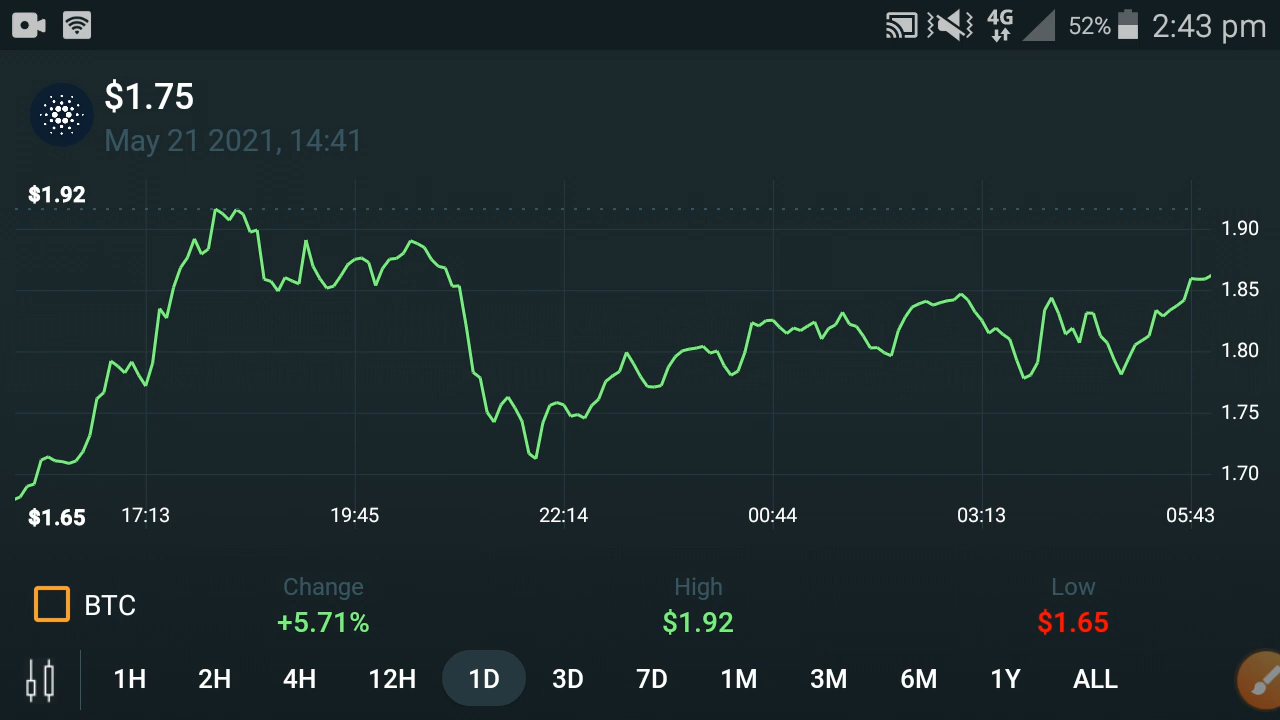 4G 52% 2:43 pm
$1.75
May 21 2021, 14:41
$1.92
1.90
1.85
1.80
1.75
1.70
$1.65 17:13 19:45 22:14 00:44 03:13 05:43
BTC
Change High Low
+5.71% $1.92 $1.65
1H 2H 4H 12H 1D 3D 7D 1M 3M 6M 1Y ALL